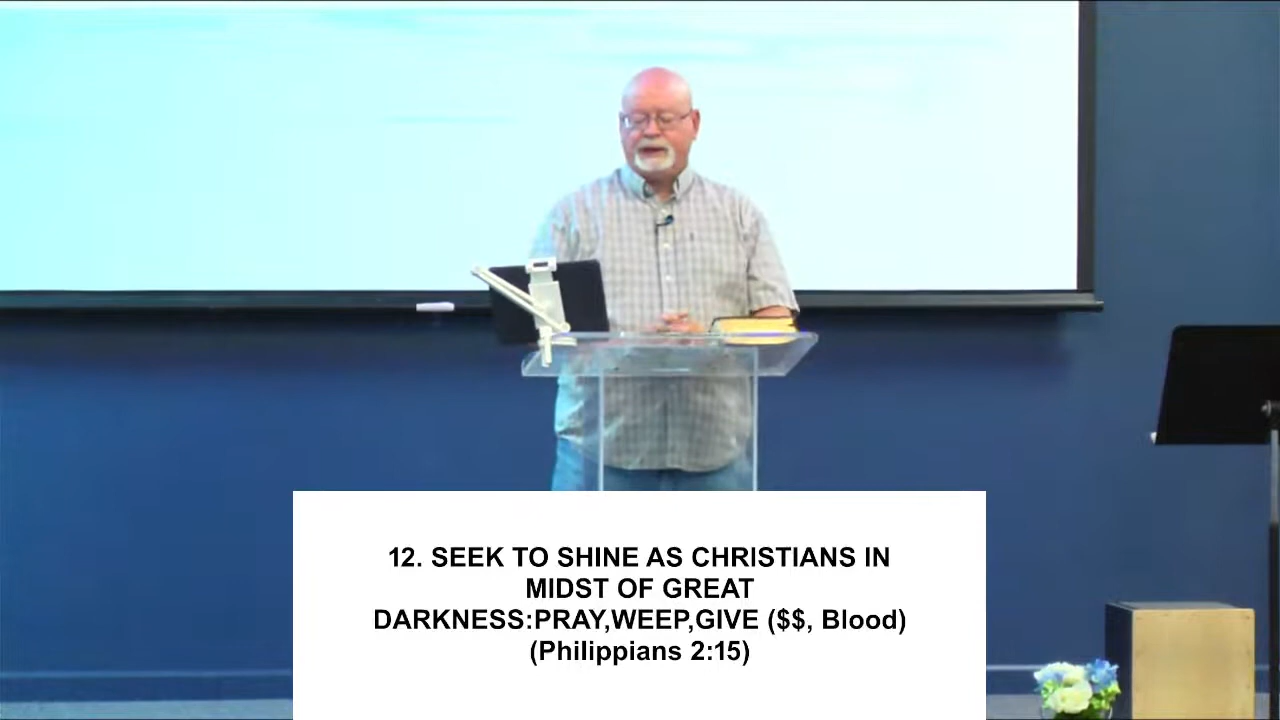 12. SEEK TO SHINE AS CHRISTIANS IN
MIDST OF GREAT
DARKNESS:PRAY,WEEP,GIVE ($$, Blood)
(Philippians 2:15)